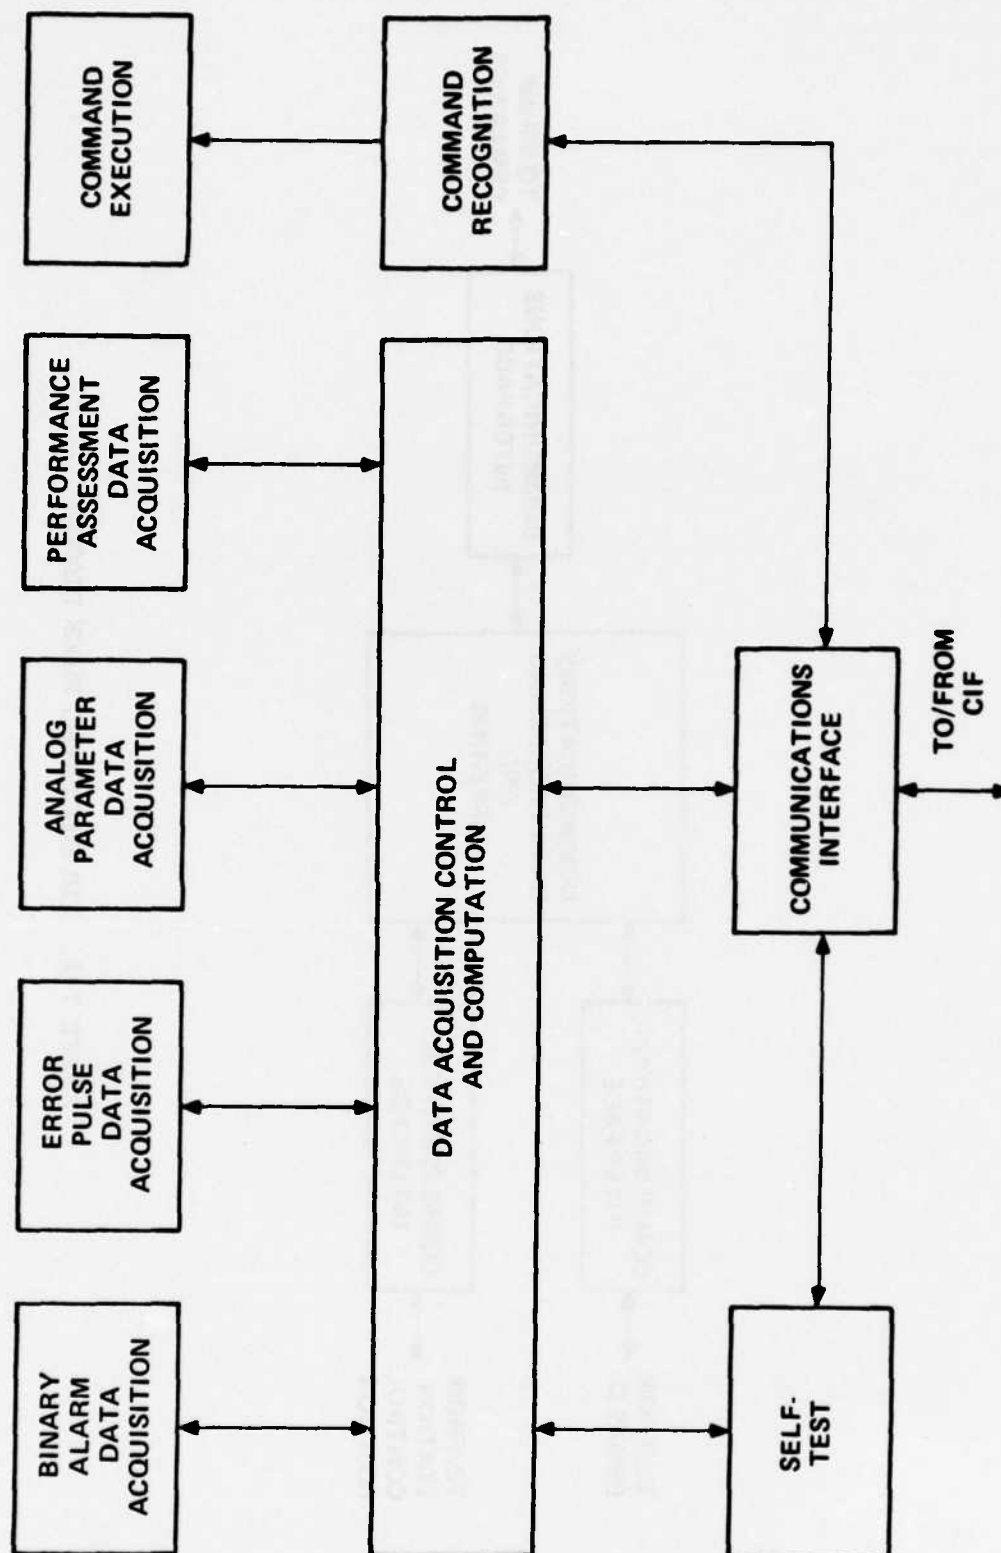 BINARY
ALARM
DATA
ACQUISITION
ERROR
PULSE
DATA
ACQUISITION
ANALOG
PARAMETER
DATA
ACQUISITION
PERFORMANCE
ASSESSMENT
DATA
ACQUISITION
COMMAND
EXECUTION
DATA ACQUISITION CONTROL
AND COMPUTATION
COMMAND
RECOGNITION
SELF-
TEST
COMMUNICATIONS
INTERFACE
TO/FROM
CIF